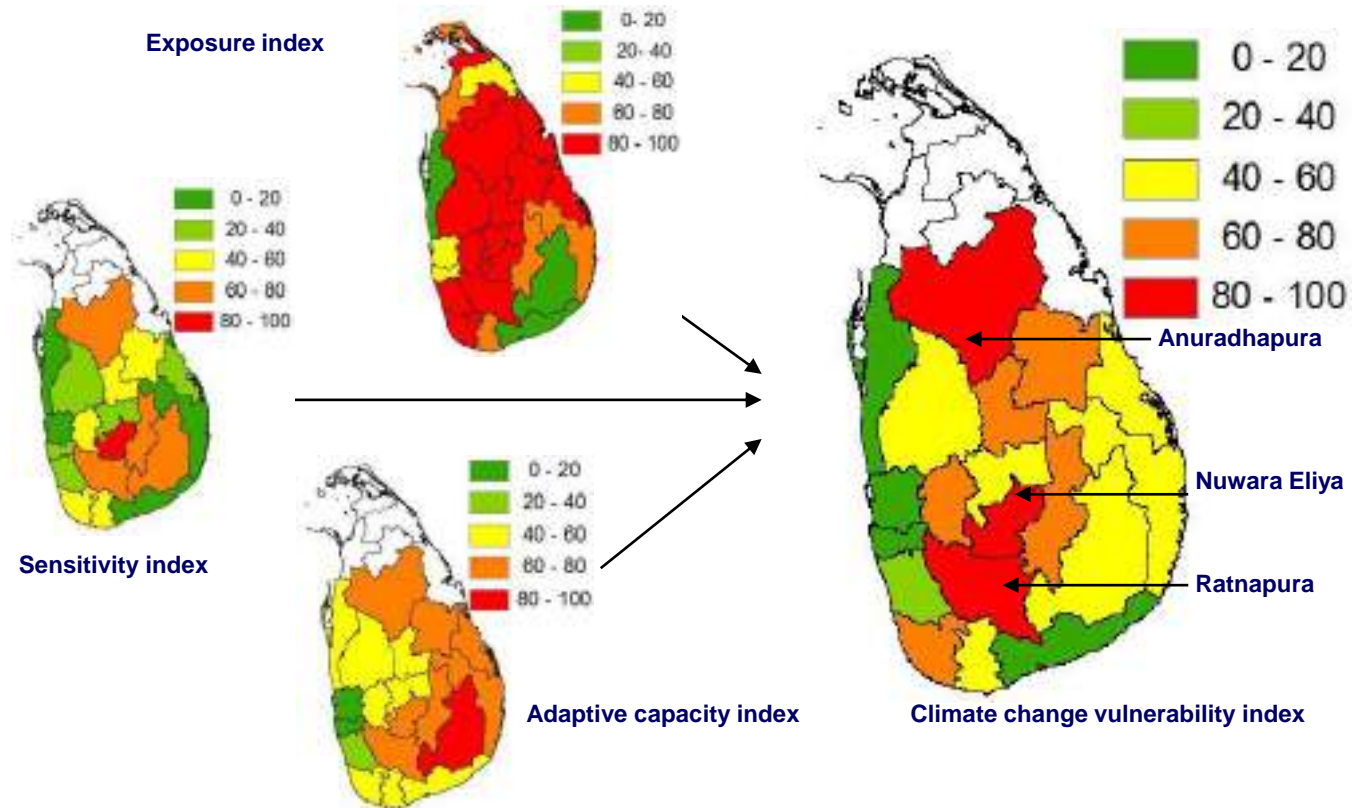 Exposure index
0- 20
20- 40
40- 60
60- 80
80- 100
0 - 20
20 - 40
40 - 60
60 - 80
80 - 100
Sensitivity index
0 - 20
20 - 40
40 - 60
60 - 80
80 - 100
Adaptive capacity index
0 - 20
20 - 40
40 - 60
60 - 80
80 - 100
Anuradhapura
Nuwara Eliya
Ratnapura
Climate change vulnerability index